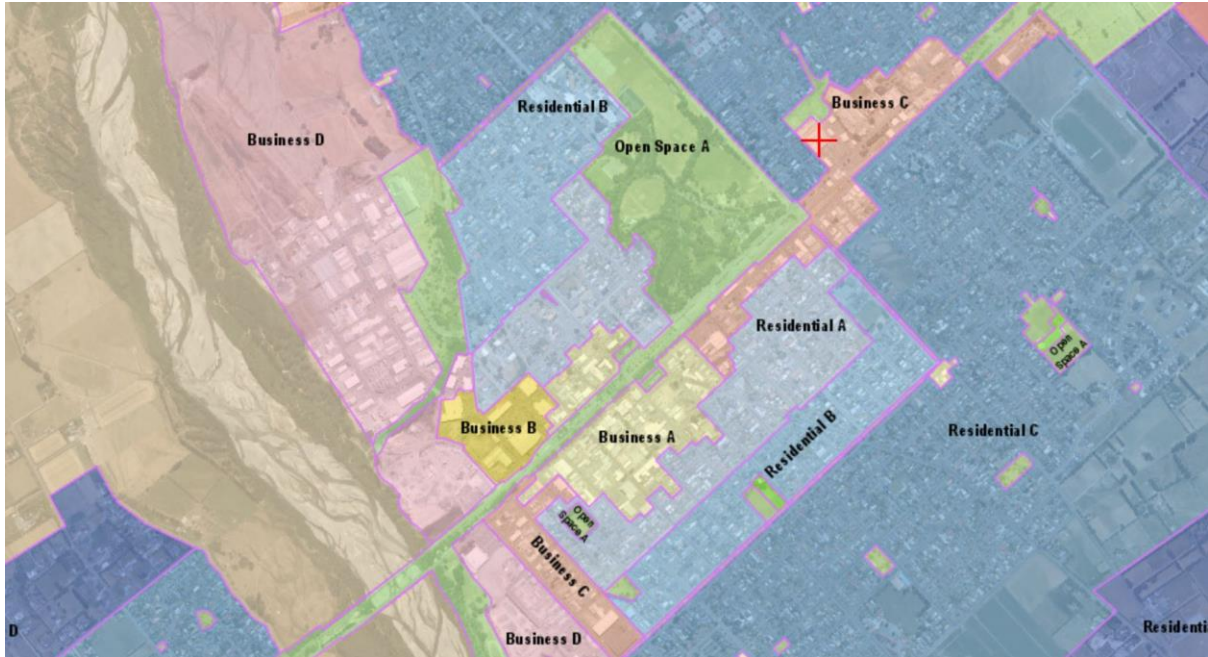 Business C
Residential B
Business D
Open Space A
Residential A
Open
Space A
Business B
Business A
Residential B
Residential C
Open
Space A
Business C
D
Business D
Residenti